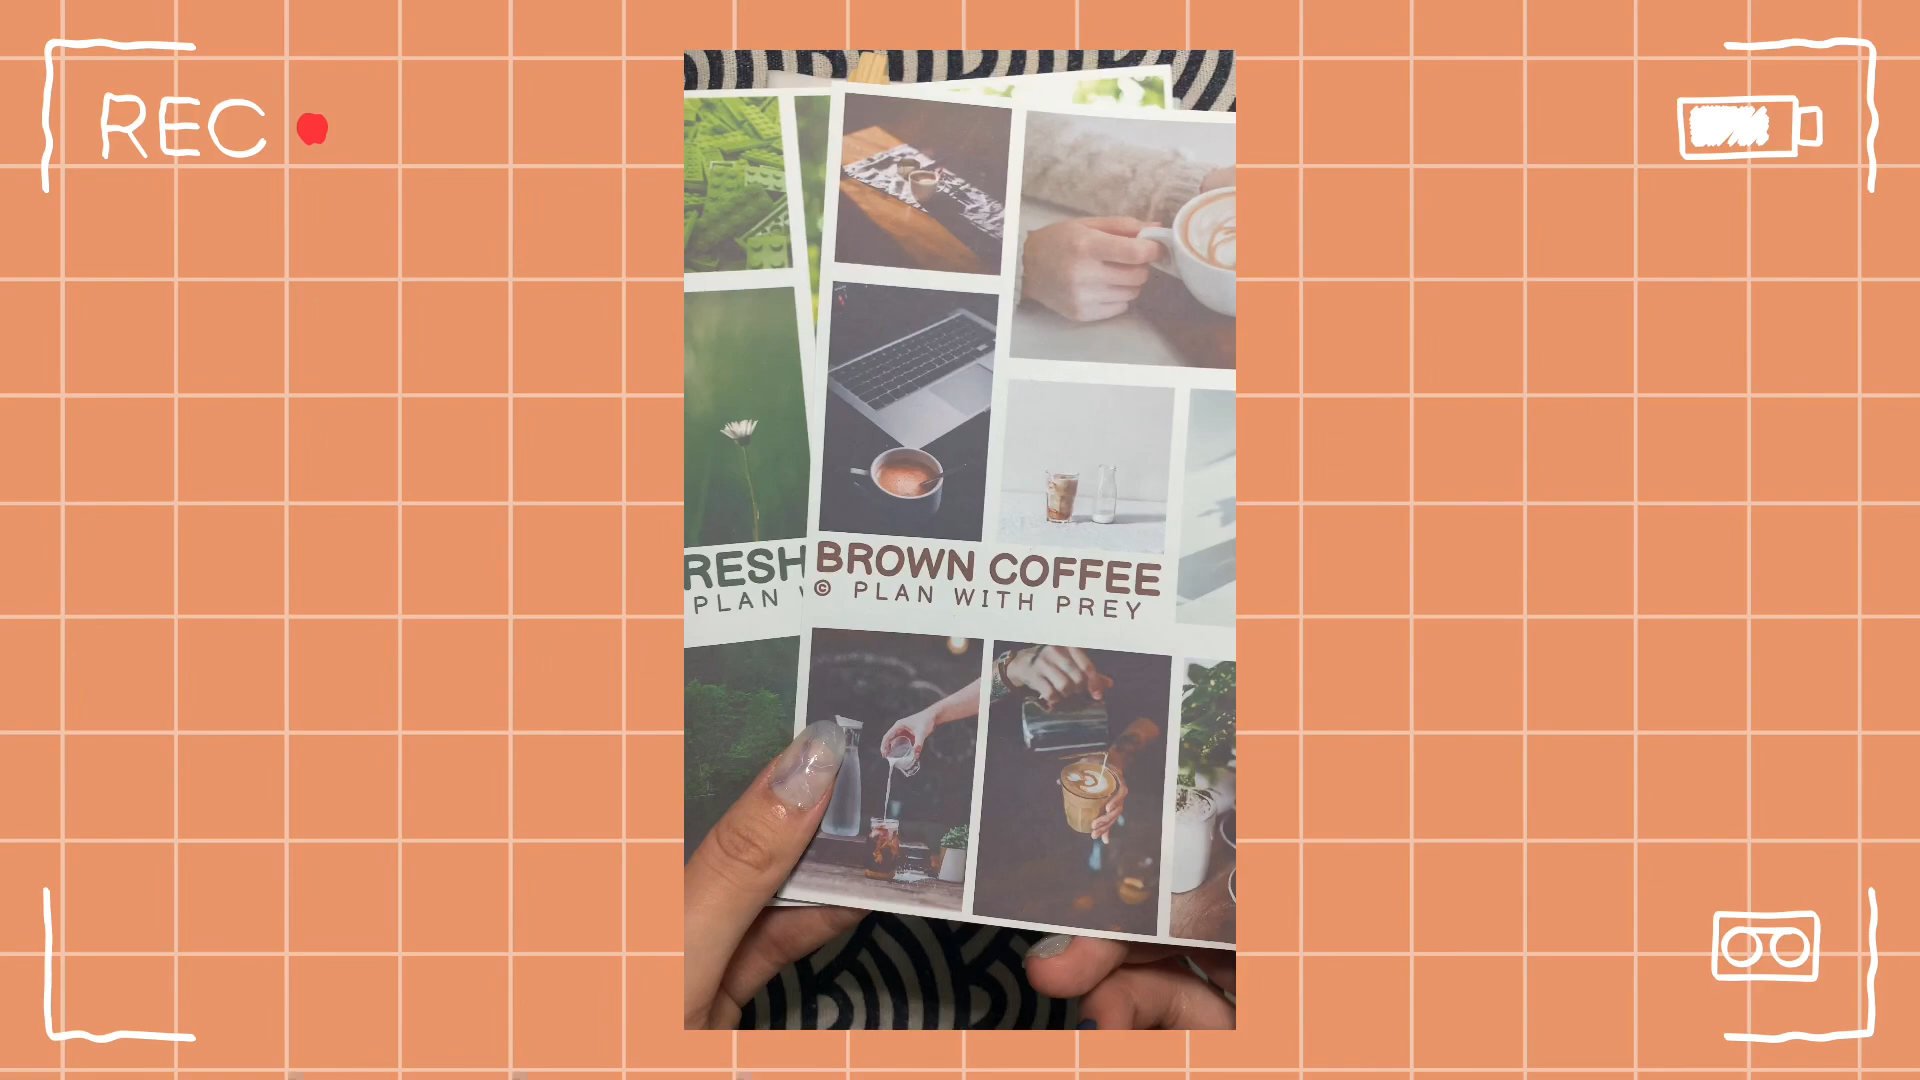 REC
RESH
PLAN
BROWN COFFEE
© PLAN WITH PREY